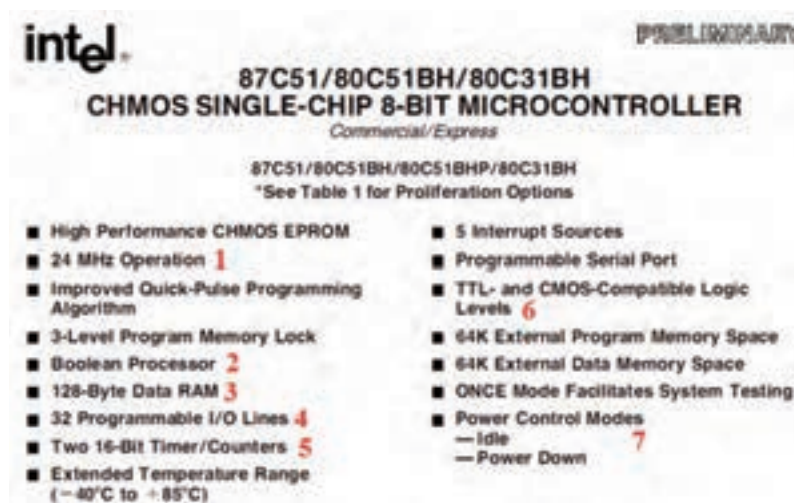 intel®
PRELIMINARY
87C51/80C51BH/80C31BH
CHMOS SINGLE-CHIP 8-BIT MICROCONTROLLER
Commercial/Express
87C51/80C51BH/80C51BHP/80C31BH
*See Table 1 for Proliferation Options
■ High Performance CHMOS EPROM
■ 24 MHz Operation 1
■ Improved Quick-Pulse Programming
Algorithm
■ 3-Level Program Memory Lock
■ Boolean Processor 2
■ 128-Byte Data RAM 3
■ 32 Programmable I/O Lines 4
■ Two 16-Bit Timer/Counters 5
■ Extended Temperature Range
(−40°C to +85°C)
■ 5 Interrupt Sources
■ Programmable Serial Port
■ TTL- and CMOS-Compatible Logic
Levels 6
■ 64K External Program Memory Space
■ 64K External Data Memory Space
■ ONCE Mode Facilitates System Testing
■ Power Control Modes
— Idle 7
— Power Down